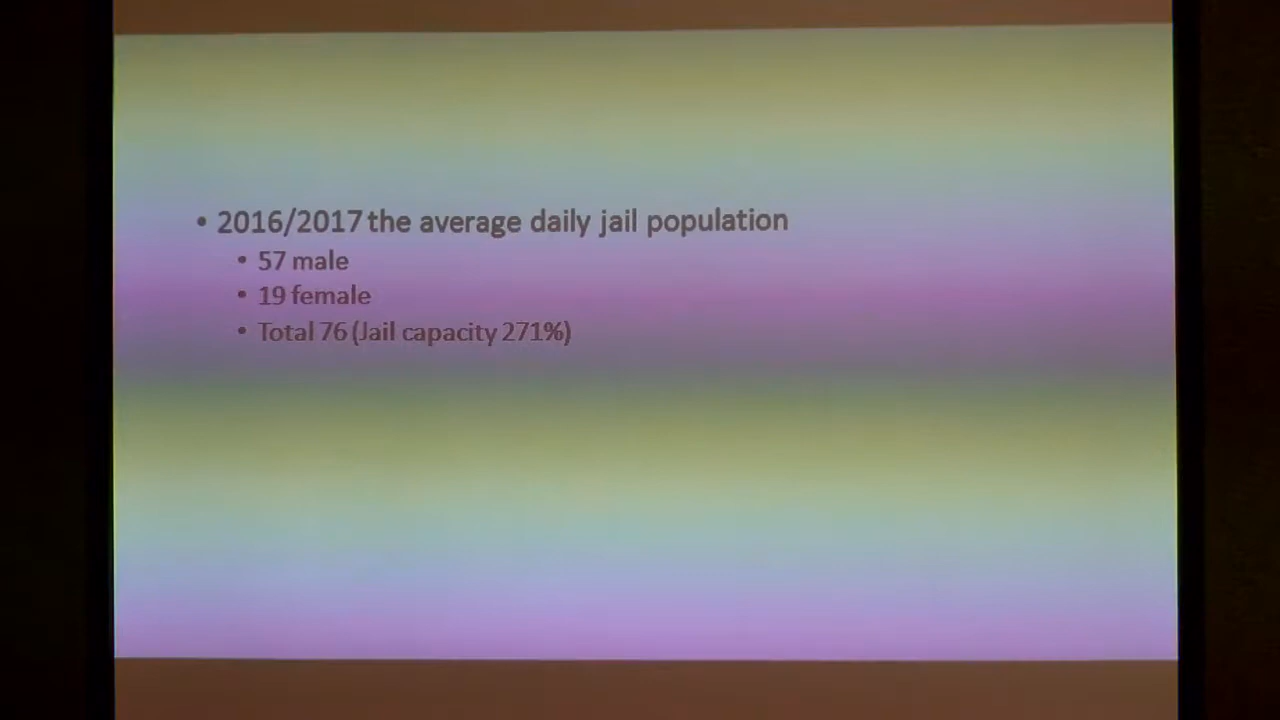 • 2016/2017 the average daily jail population
• 57 male
• 19 female
• Total 76 (Jail capacity 271%)